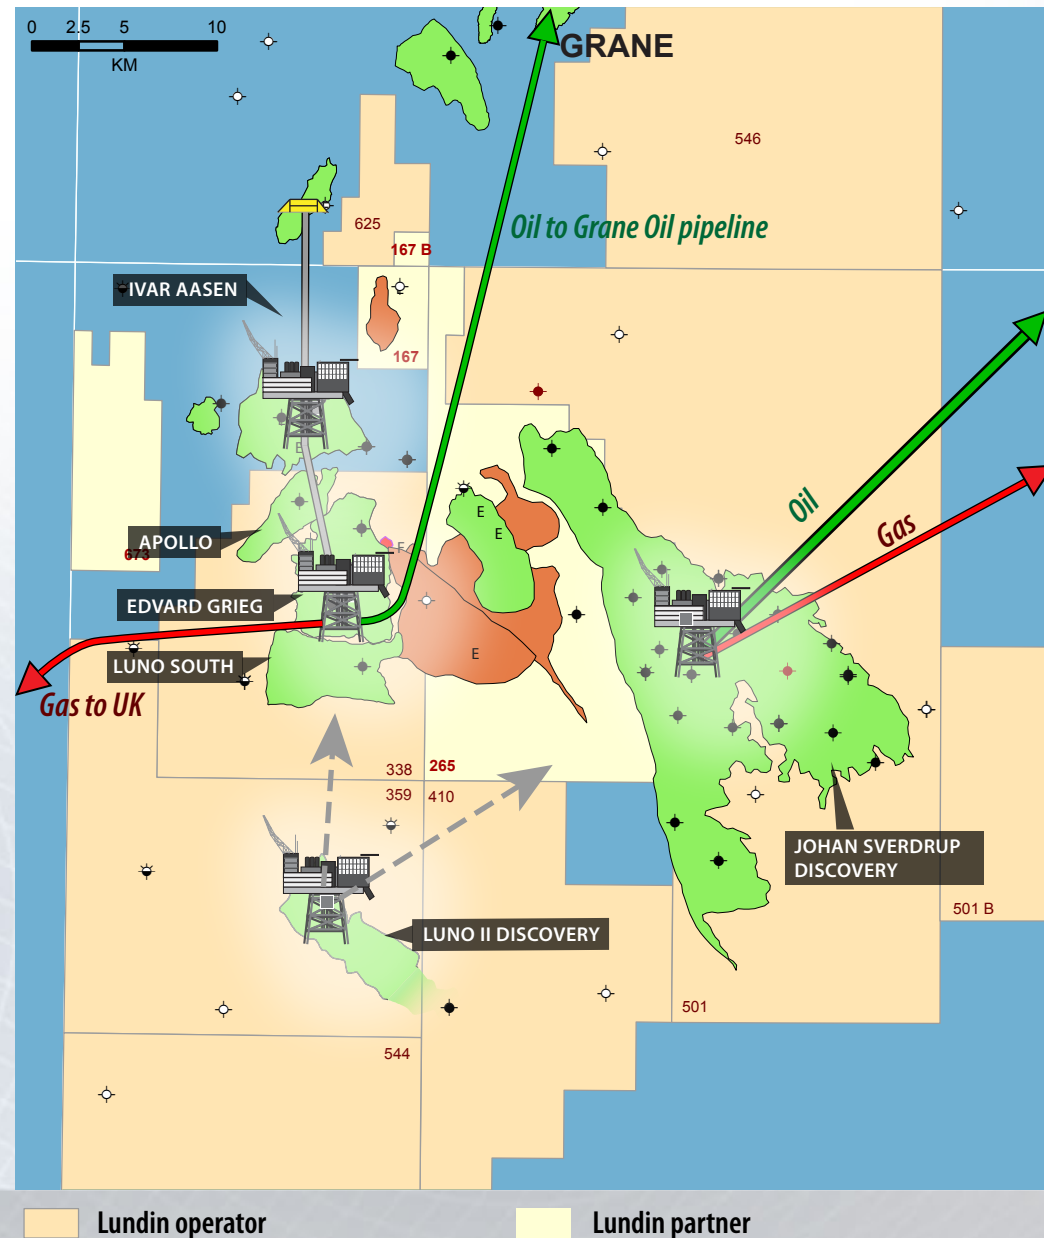 0 2.5 5 10
KM
GRANE
546
625
Oil to Grane Oil pipeline
167 B
IVAR AASEN
167
E
E
E
Oil
Gas
APOLLO
673
F
EDVARD GRIEG
LUNO SOUTH
E
Gas to UK
338 265
359 410
JOHAN SVERDRUP
DISCOVERY
501 B
LUNO II DISCOVERY
501
544
Lundin operator
Lundin partner